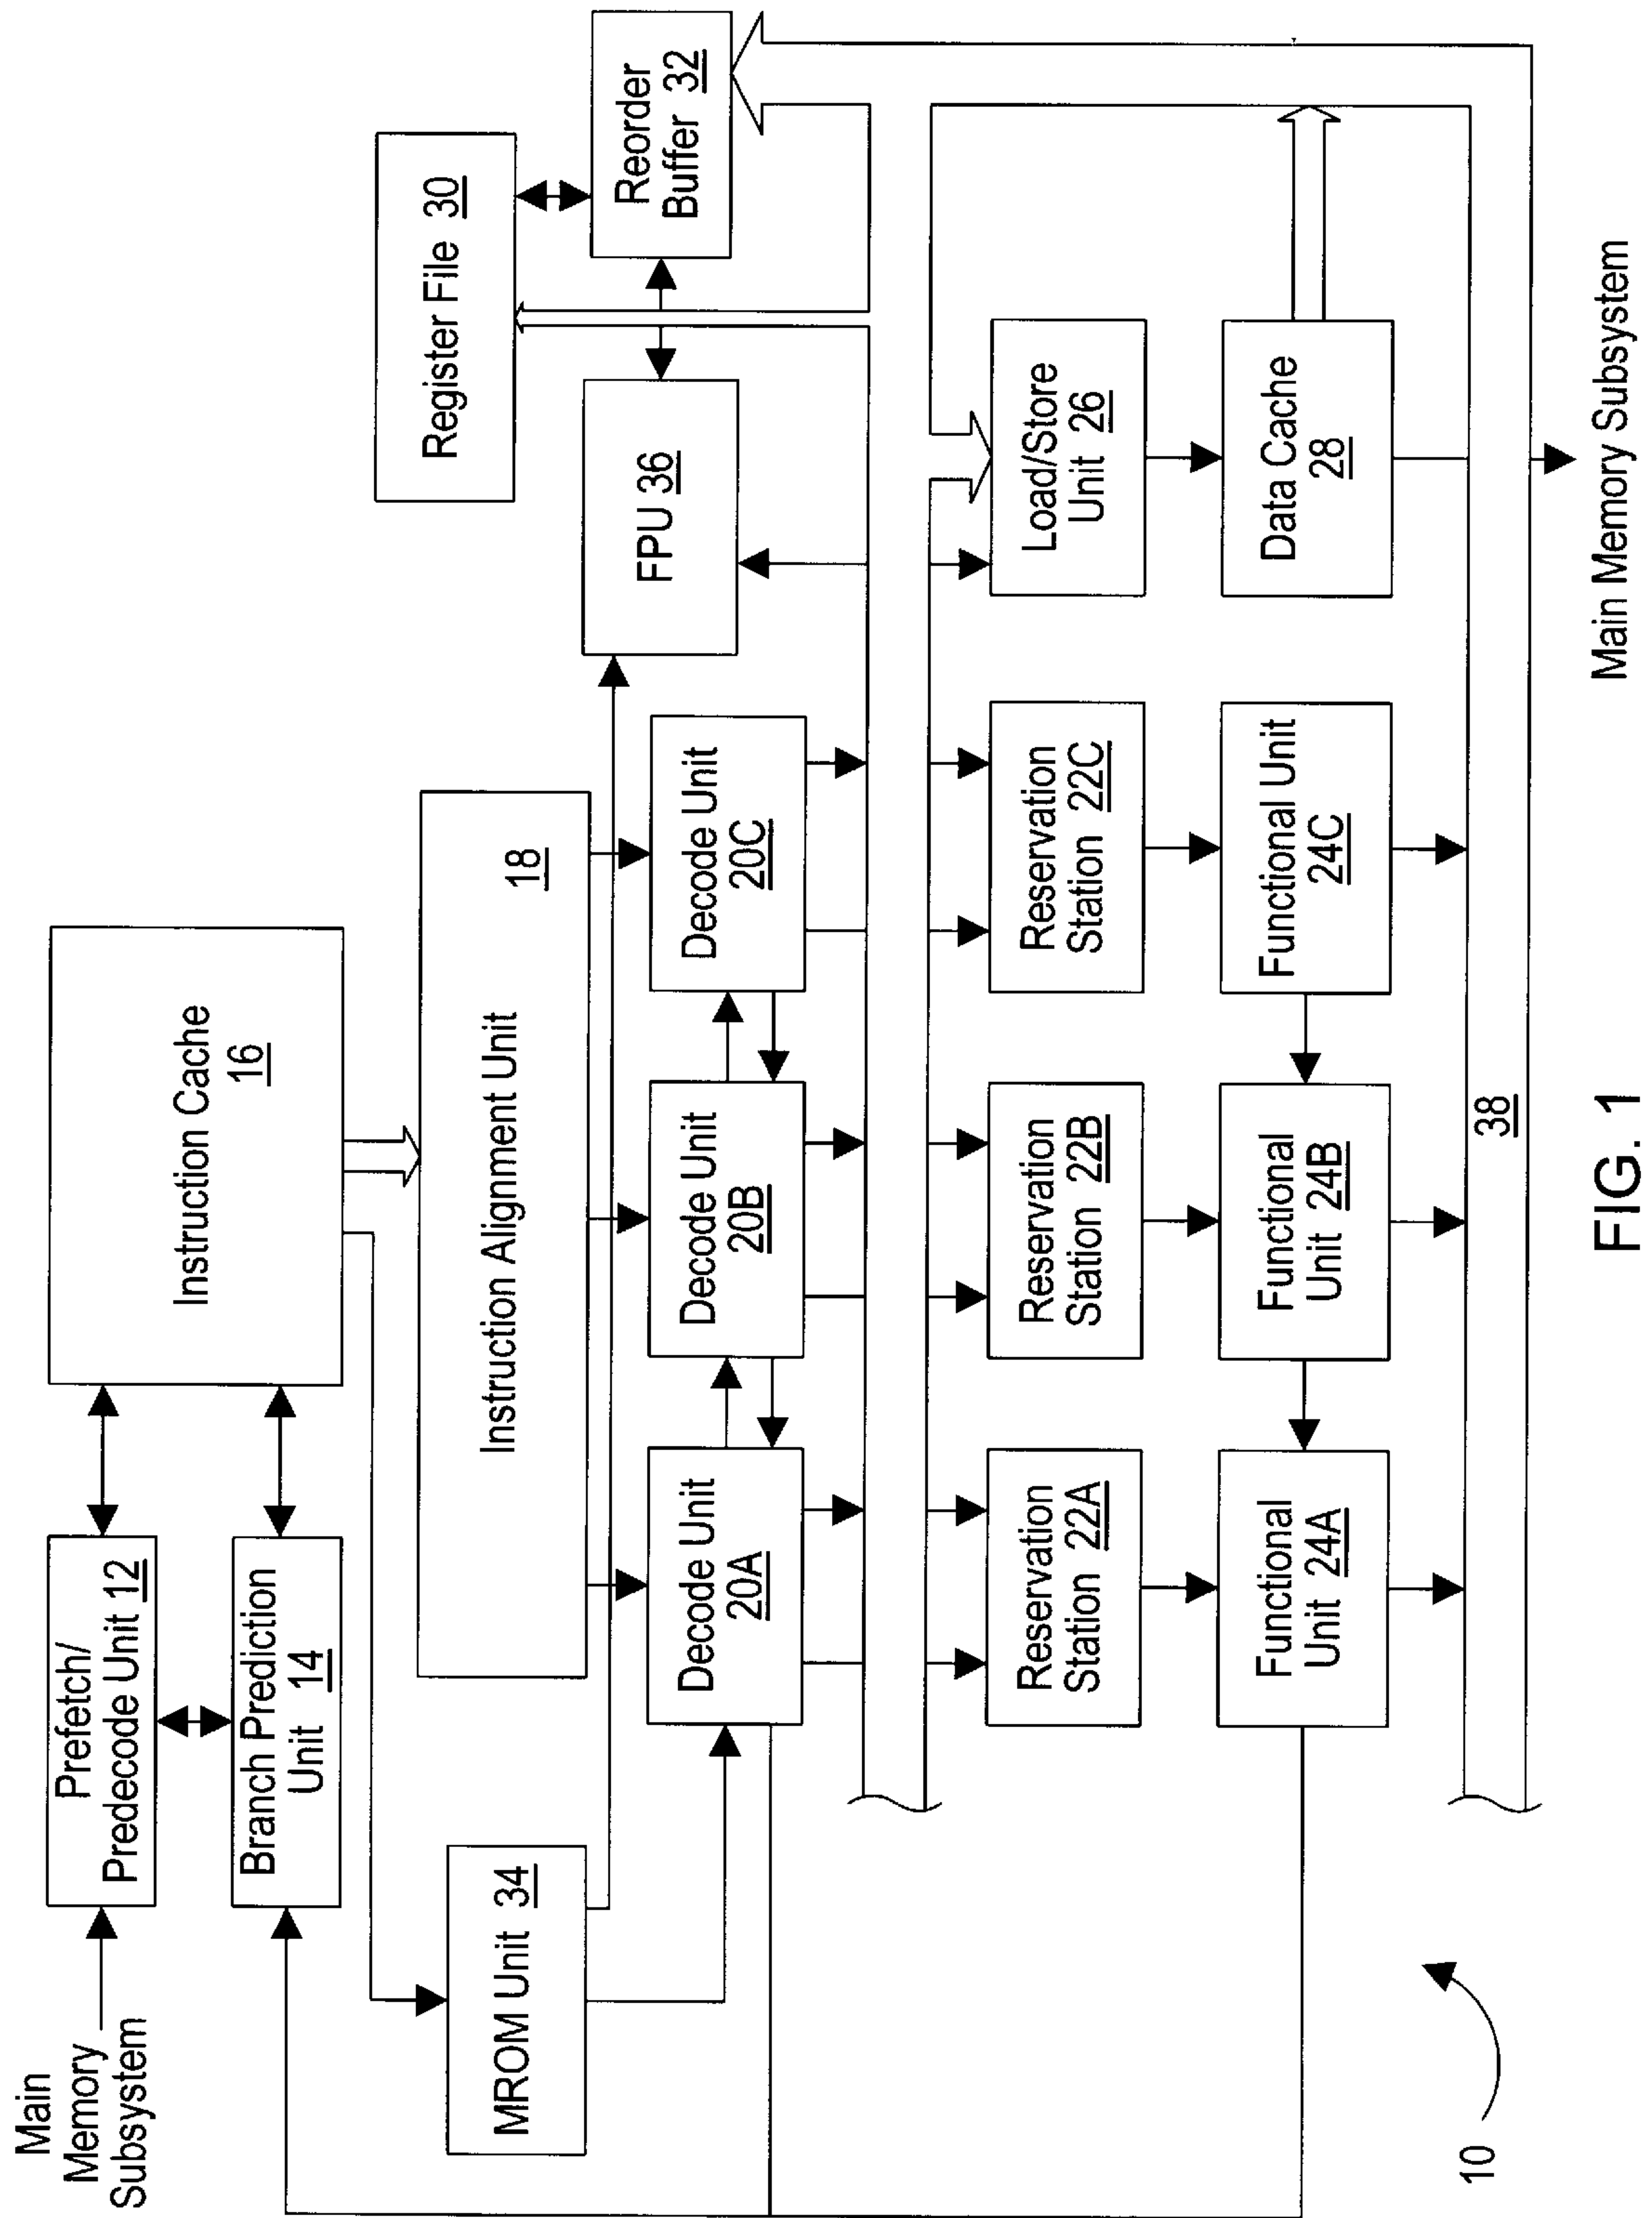 Main
Memory
Subsystem
Prefetch/
Predecode Unit 12
Branch Prediction
Unit 14
Instruction Cache
16
Register File 30
Reorder
Buffer 32
MROM Unit 34
Instruction Alignment Unit
18
FPU 36
Decode Unit
20A
Decode Unit
20B
Decode Unit
20C
Reservation
Station 22A
Reservation
Station 22B
Reservation
Station 22C
Load/Store
Unit 26
Functional
Unit 24A
Functional
Unit 24B
Functional Unit
24C
Data Cache
28
38
10
Main Memory Subsystem
FIG. 1